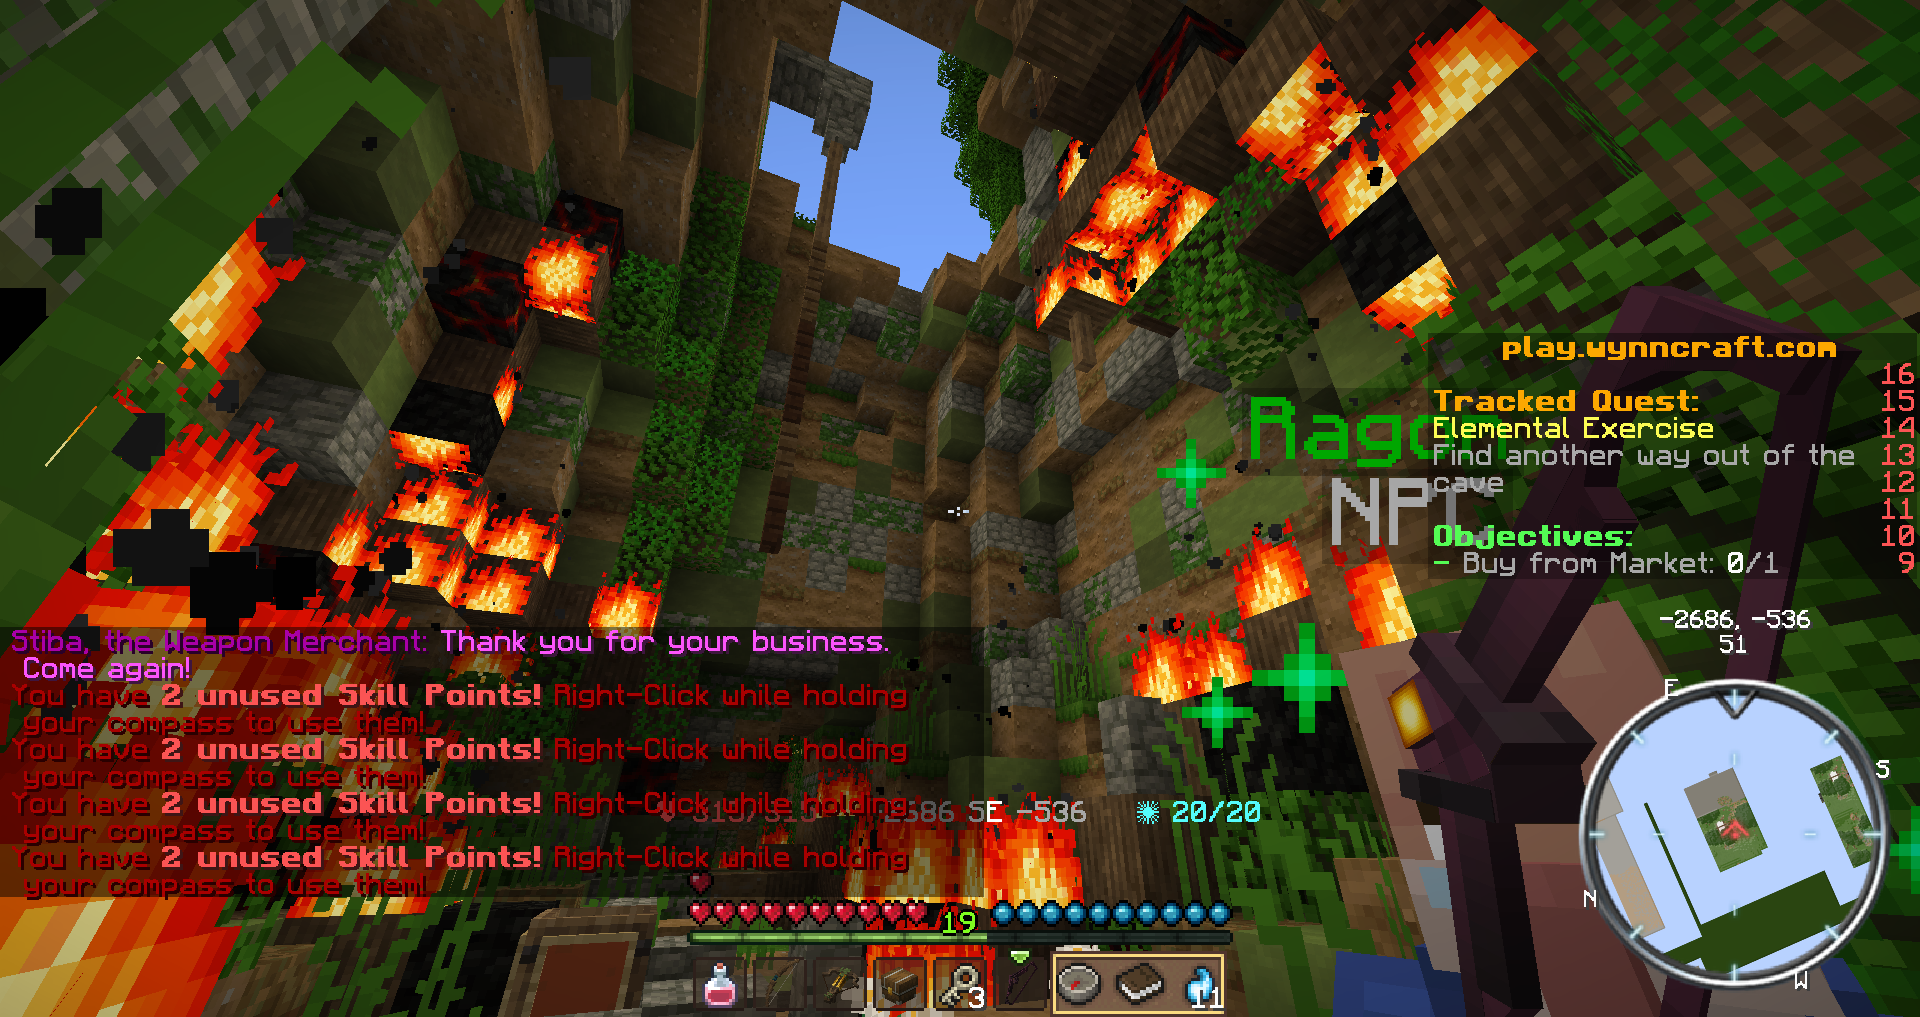 play.wynncraft.com
16
Tracked Quest: 15
Elemental Exercise 14
Find another way out of the 13
cave 12
11
Objectives: 10
- Buy from Market: 0/1 9
NPC
-2686, -536
51
E
S
N
W
Stiba, the Weapon Merchant: Thank you for your business.
Come again!
You have 2 unused Skill Points! Right-Click while holding
your compass to use them!
You have 2 unused Skill Points! Right-Click while holding
your compass to use them!
You have 2 unused Skill Points! Right-Click while holding
your compass to use them!
You have 2 unused Skill Points! Right-Click while holding
your compass to use them!
SE -536 20/20
19
3
11